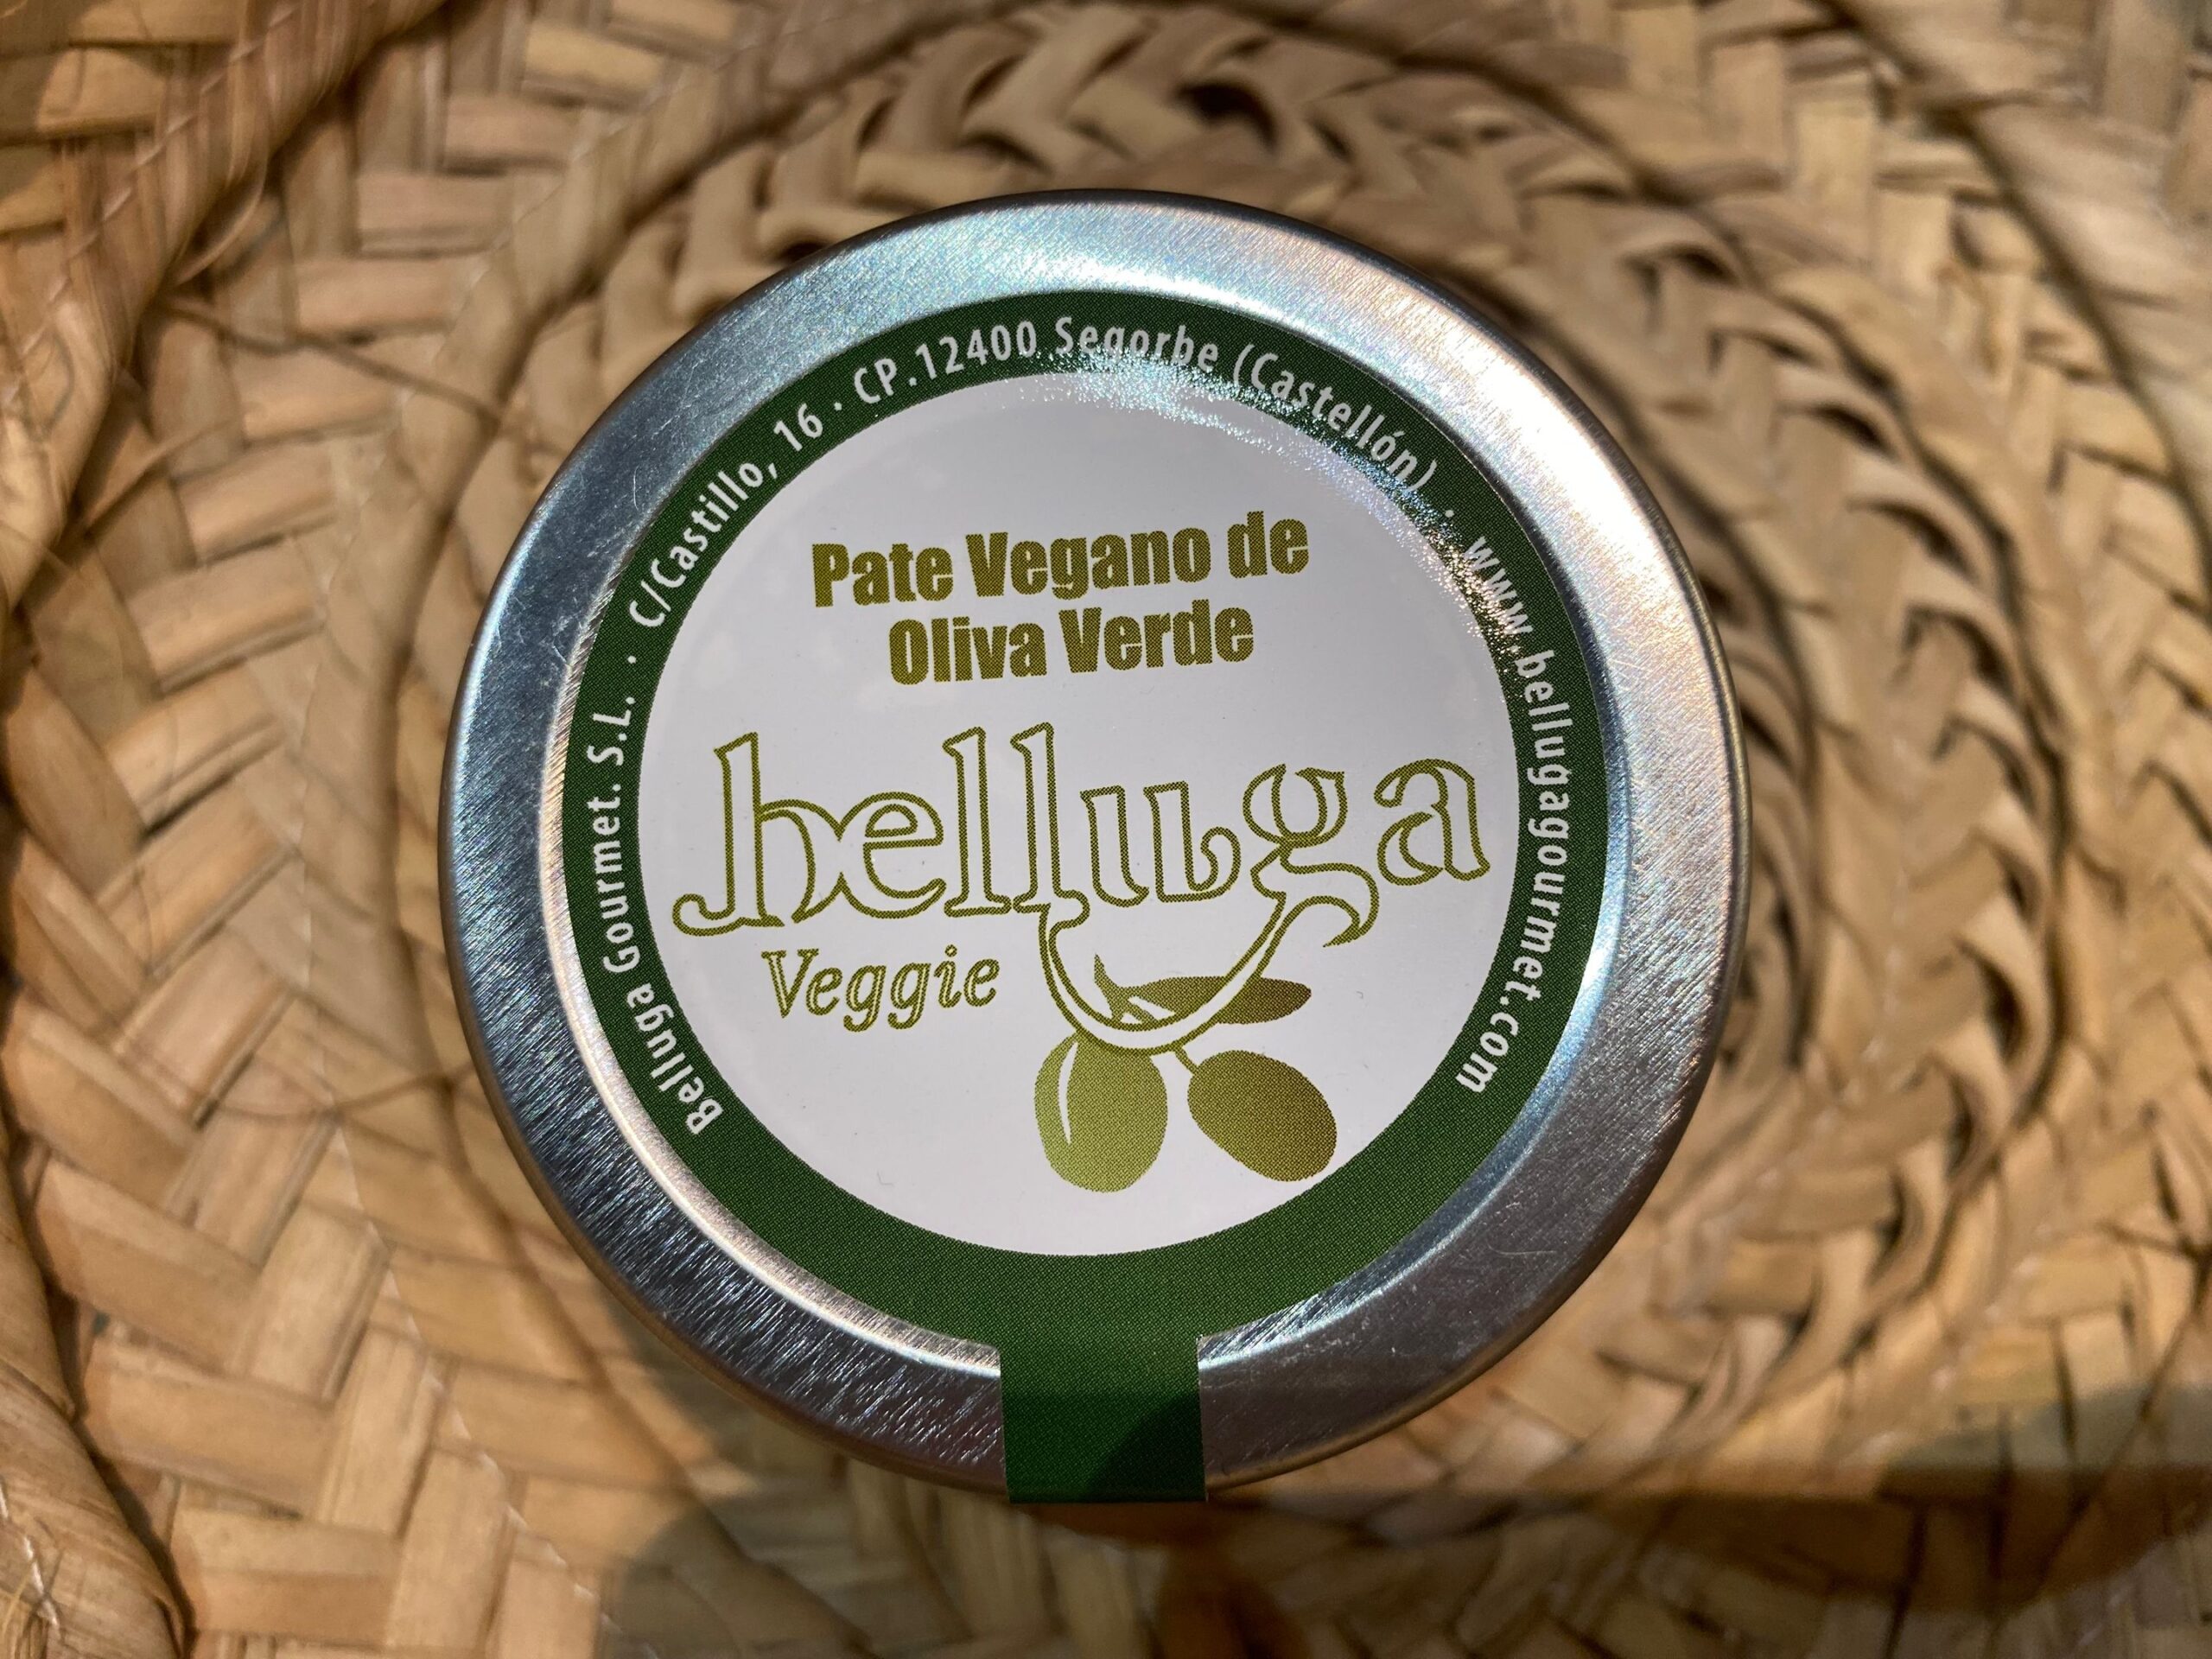 Belluga Gourmet. S.L. · C/Castillo, 16 · CP.12400 Segorbe (Castellón) · www.bellugagourmet.com
Pate Vegano de
Oliva Verde
belluga
Veggie